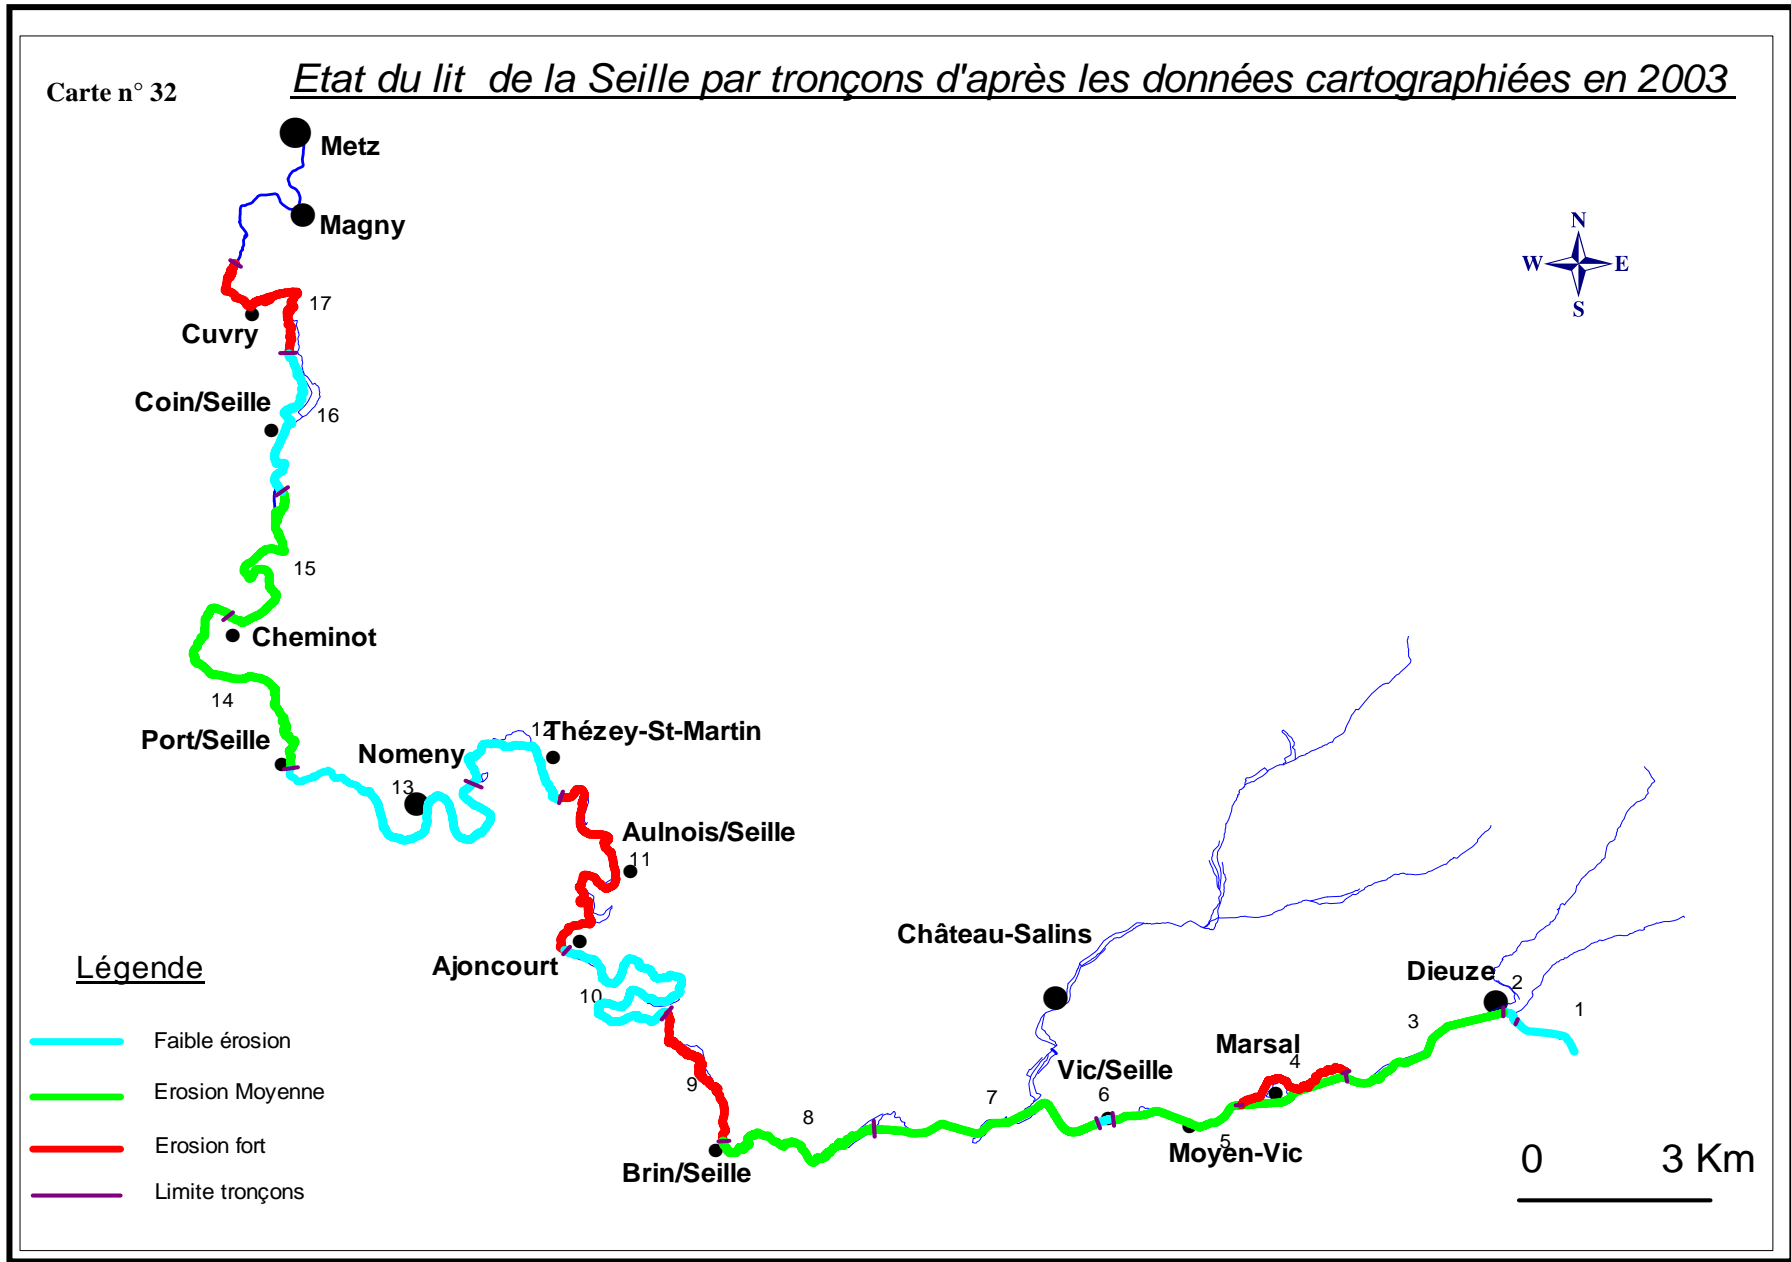 Carte n° 32
Etat du lit de la Seille par tronçons d'après les données cartographiées en 2003
Metz
Magny
N
W E
S
17
Cuvry
Coin/Seille
16
15
Cheminot
14
Port/Seille
12
Thézey-St-Martin
Nomeny
13
Aulnois/Seille
11
Château-Salins
Ajoncourt
10
Dieuze
2
1
3
Légende
Faible érosion
Erosion Moyenne
Erosion fort
Limite tronçons
Marsal
4
Vic/Seille
6
9
7
8
5
Moyen-Vic
Brin/Seille
0 3 Km